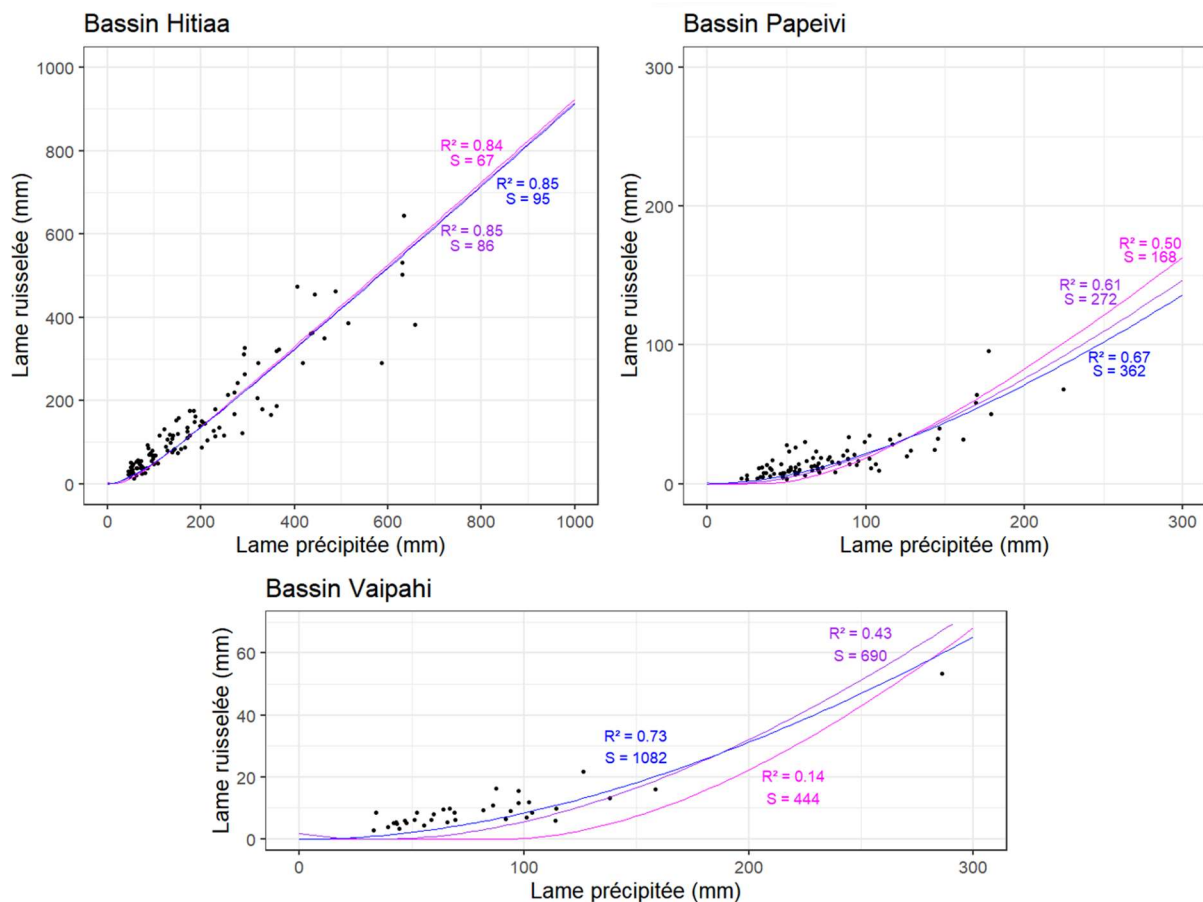 Bassin Hitiaa
1000
800
600
400
200
0
Lame ruisselée (mm)
R² = 0.84
S = 67
R² = 0.85
S = 95
R² = 0.85
S = 86
0 200 400 600 800 1000
Lame précipitée (mm)
Bassin Papeivi
300
200
100
0
Lame ruisselée (mm)
R² = 0.50
S = 168
R² = 0.61
S = 272
R² = 0.67
S = 362
0 100 200 300
Lame précipitée (mm)
Bassin Vaipahi
60
40
20
0
Lame ruisselée (mm)
R² = 0.43
S = 690
R² = 0.73
S = 1082
R² = 0.14
S = 444
0 100 200 300
Lame précipitée (mm)